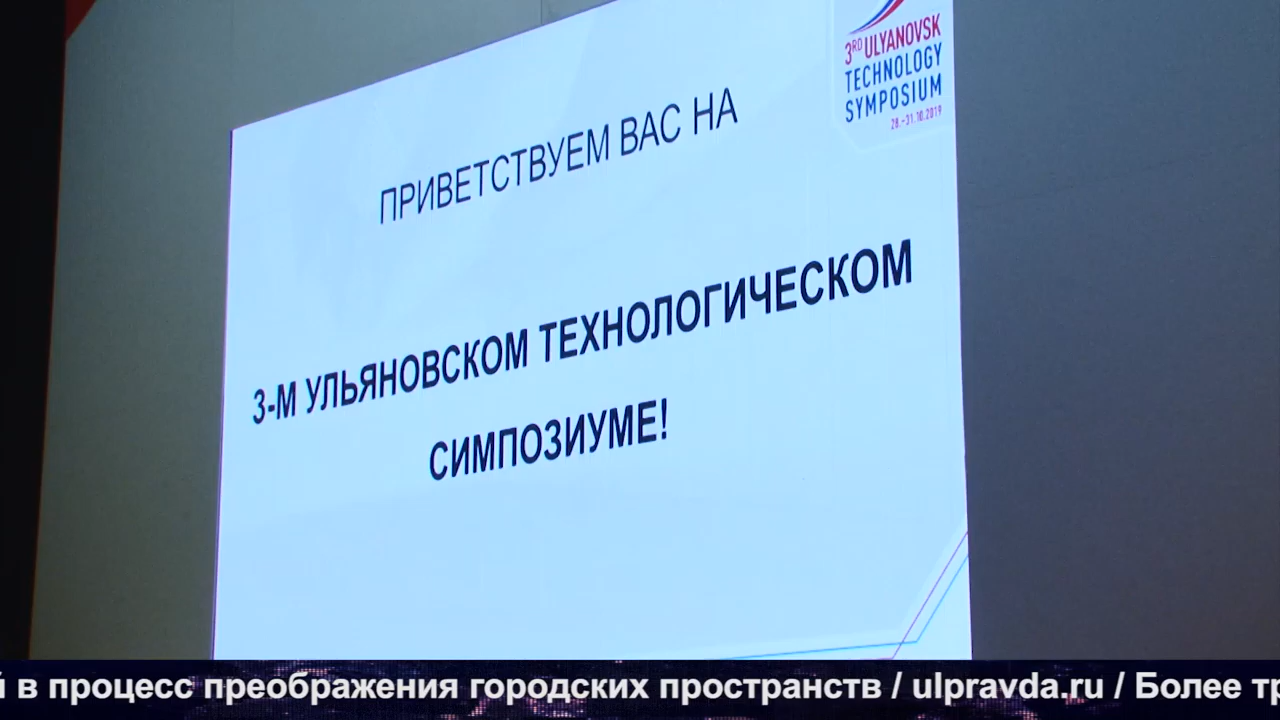 3RD ULYANOVSK
TECHNOLOGY
SYMPOSIUM
28.-31.10.2019
ПРИВЕТСТВУЕМ ВАС НА
3-М УЛЬЯНОВСКОМ ТЕХНОЛОГИЧЕСКОМ
СИМПОЗИУМЕ!
й в процесс преображения городских пространств / ulpravda.ru / Более тр